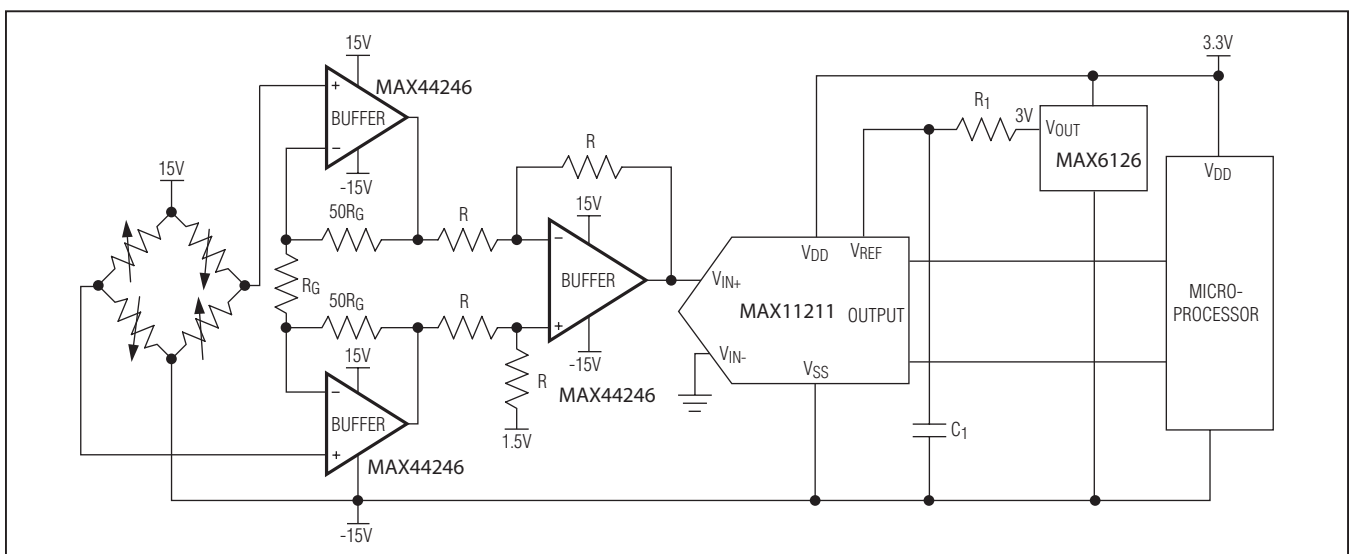 15V
MAX44246
+
BUFFER
−
-15V
15V
50RG
R
R
15V
−
BUFFER
+
-15V
MAX44246
RG
50RG
R
R
1.5V
15V
−
BUFFER
+
MAX44246
-15V
VIN+
VIN-
VDD
VREF
MAX11211
OUTPUT
VSS
R1
3V
VOUT
MAX6126
C1
3.3V
VDD
MICRO-
PROCESSOR